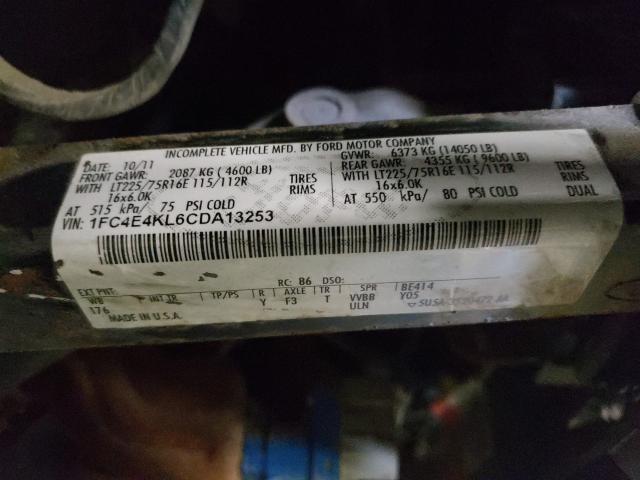 INCOMPLETE VEHICLE MFD. BY FORD MOTOR COMPANY
DATE: 10/11 GVWR: 6373 KG (14050 LB)
FRONT GAWR: 2087 KG ( 4600 LB) REAR GAWR: 4355 KG ( 9600 LB)
WITH LT225/75R16E 115/112R TIRES WITH LT225/75R16E 115/112R TIRES
16x6.0K RIMS 16x6.0K RIMS
AT 515 kPa/ 75 PSI COLD AT 550 kPa/ 80 PSI COLD DUAL
VIN: 1FC4E4KL6CDA13253
EXT PNT: RC: B6 DSO:
WB INT TR TP/PS R AXLE TR SPR BE414
176 Y F3 T VVBB Y05
ULN
MADE IN U.S.A.